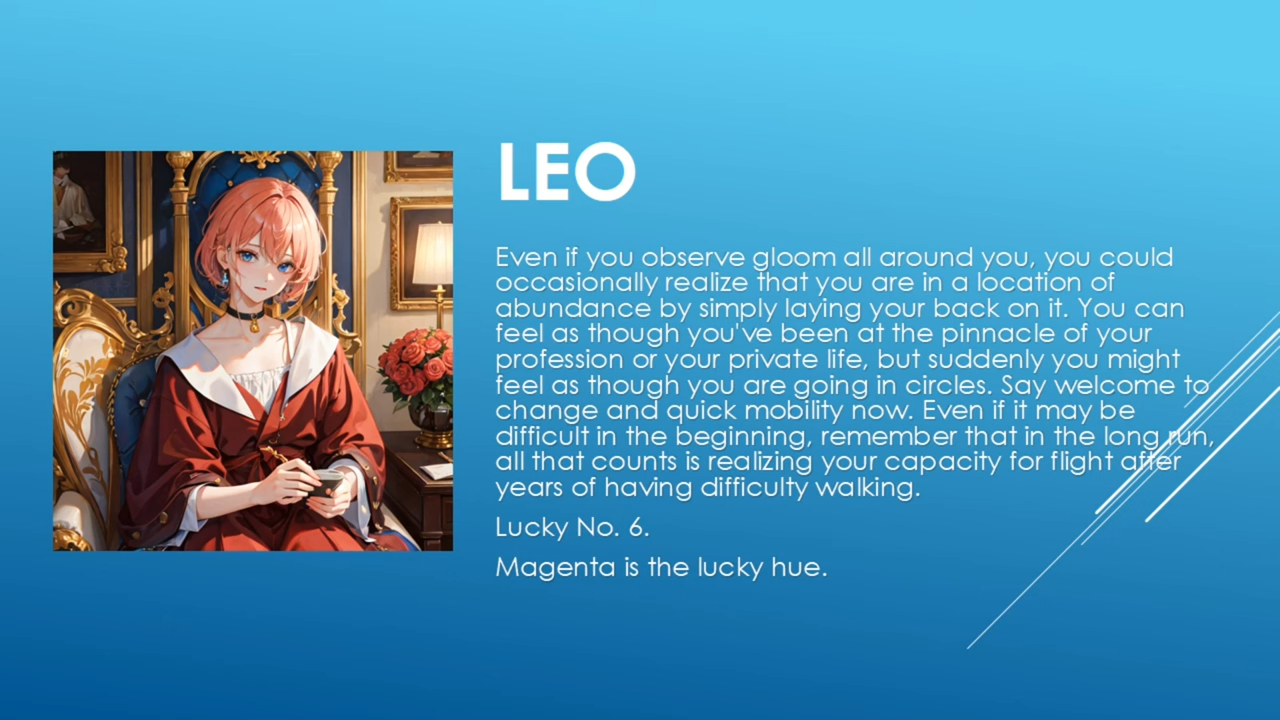 LEO
Even if you observe gloom all around you, you could
occasionally realize that you are in a location of
abundance by simply laying your back on it. You can
feel as though you've been at the pinnacle of your
profession or your private life, but suddenly you might
feel as though you are going in circles. Say welcome to
change and quick mobility now. Even if it may be
difficult in the beginning, remember that in the long run,
all that counts is realizing your capacity for flight after
years of having difficulty walking.
Lucky No. 6.
Magenta is the lucky hue.